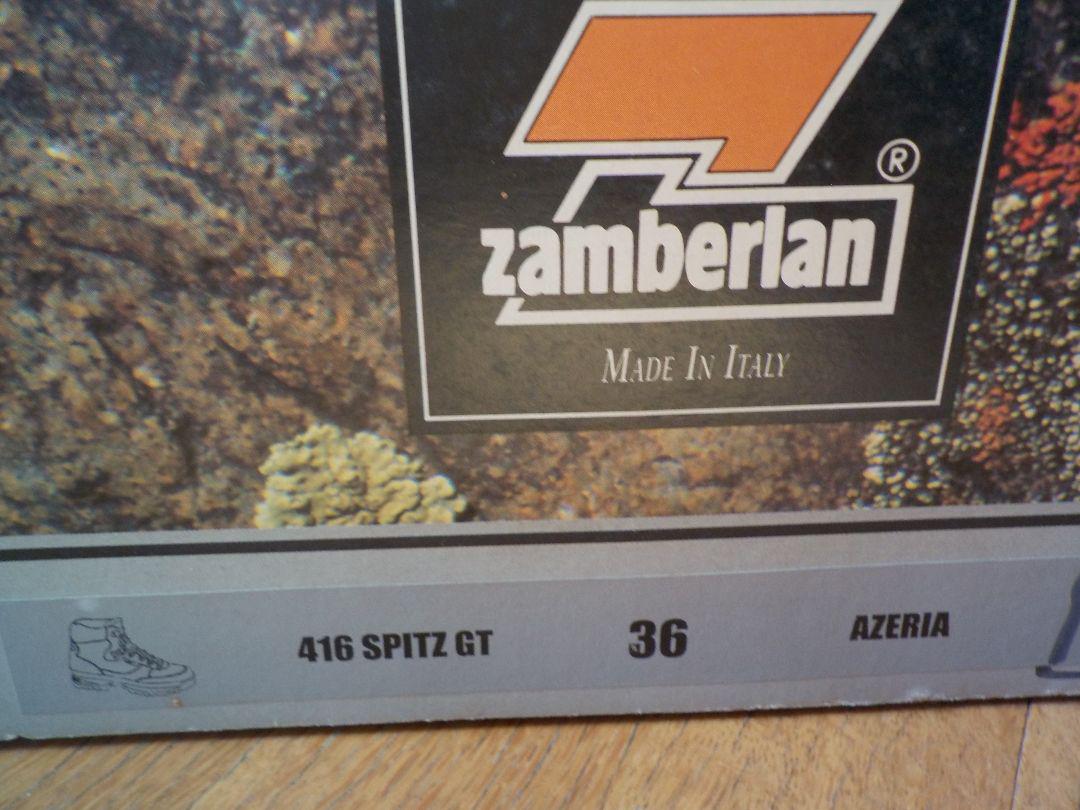 ®
zamberlan
MADE IN ITALY
416 SPITZ GT 36 AZERIA